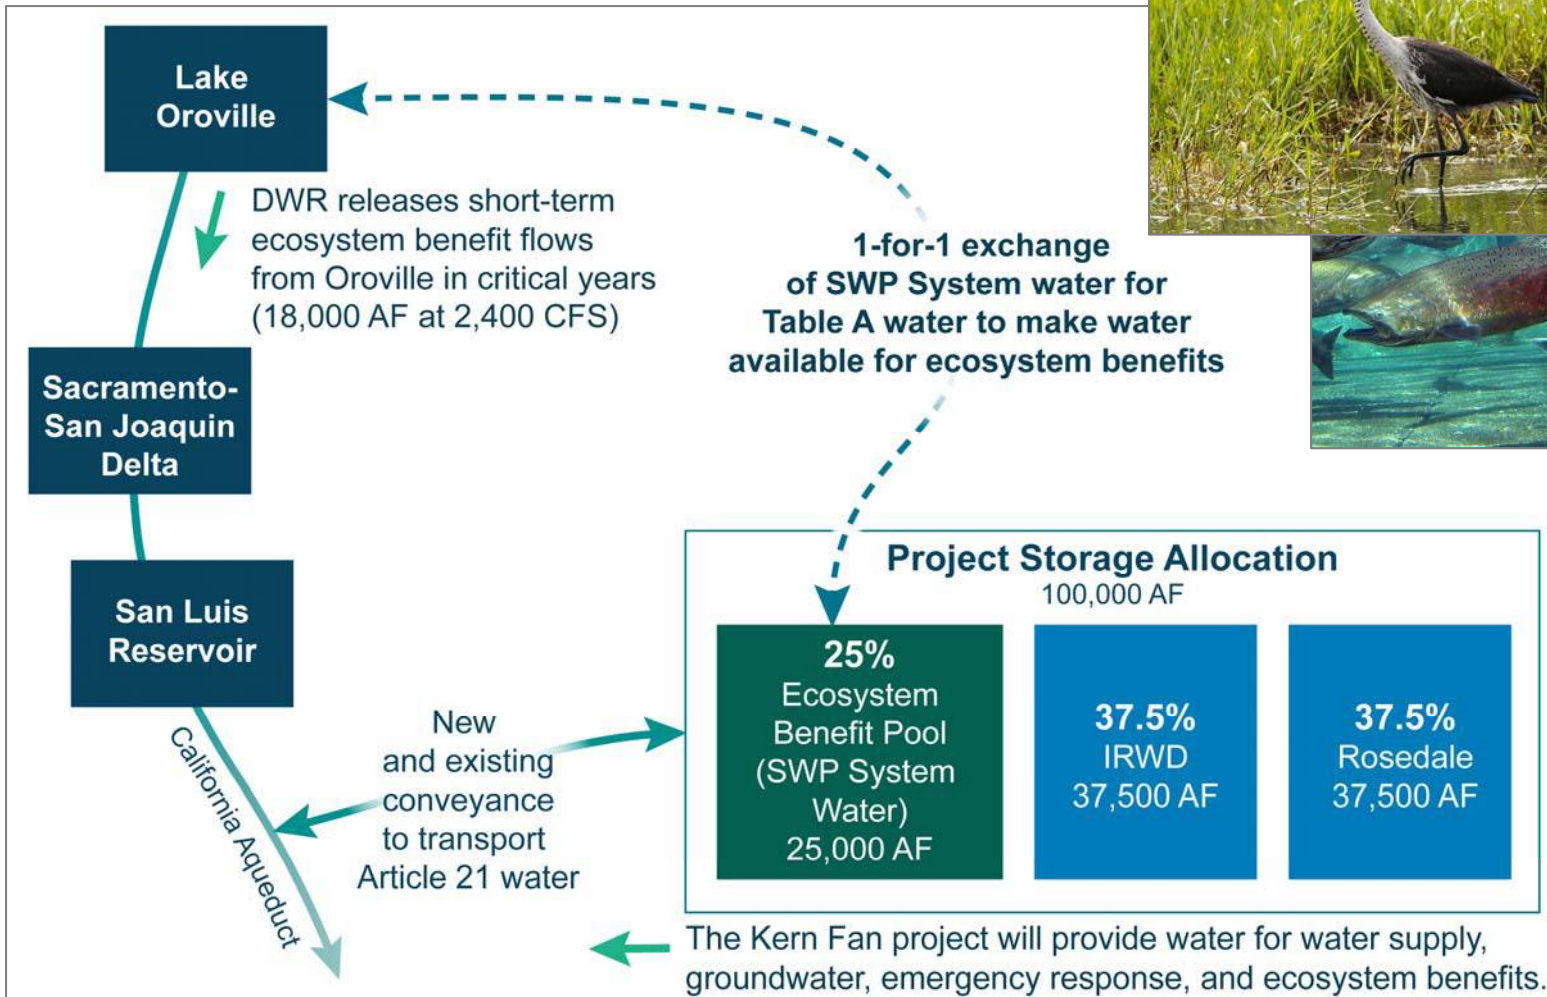 Lake
Oroville
DWR releases short-term
ecosystem benefit flows
from Oroville in critical years
(18,000 AF at 2,400 CFS)
1-for-1 exchange
of SWP System water for
Table A water to make water
available for ecosystem benefits
Sacramento-
San Joaquin
Delta
San Luis
Reservoir
California Aqueduct
New
and existing
conveyance
to transport
Article 21 water
Project Storage Allocation
100,000 AF
25%
Ecosystem
Benefit Pool
(SWP System
Water)
25,000 AF
37.5%
IRWD
37,500 AF
37.5%
Rosedale
37,500 AF
The Kern Fan project will provide water for water supply,
groundwater, emergency response, and ecosystem benefits.